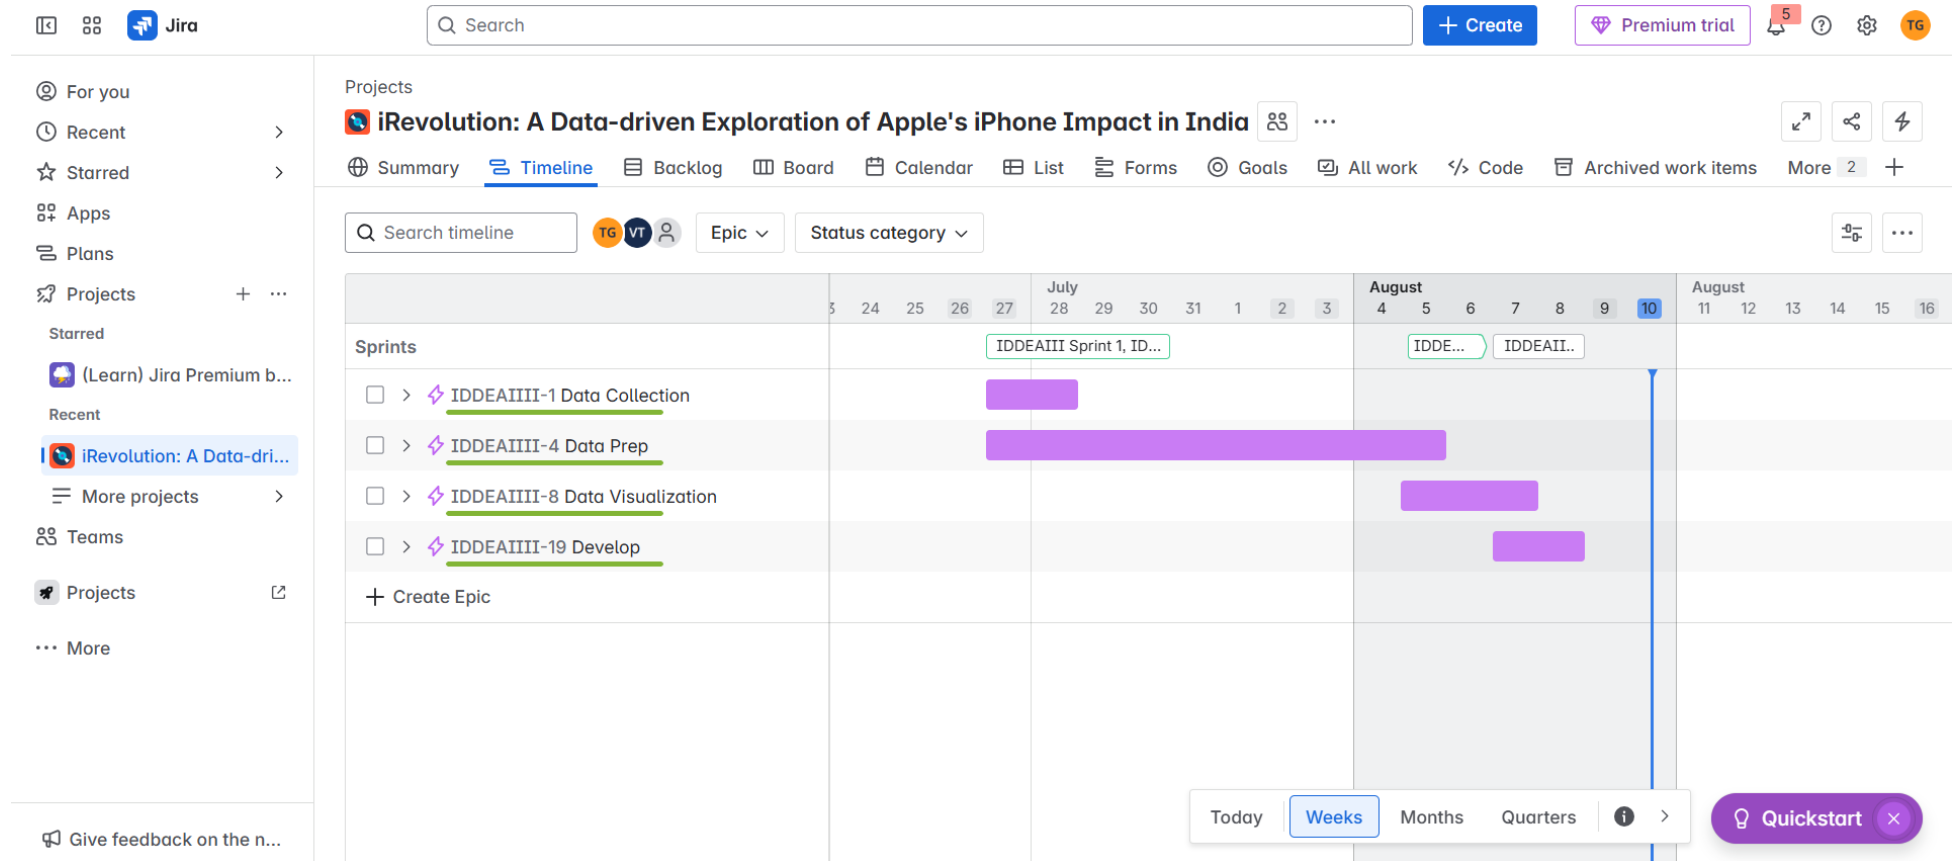 Jira
Search
Create
Premium trial
5
TG
For you
Recent
Starred
Apps
Plans
Projects
Starred
(Learn) Jira Premium b...
Recent
iRevolution: A Data-dri...
More projects
Teams
Projects
More
Give feedback on the n...
Projects
iRevolution: A Data-driven Exploration of Apple's iPhone Impact in India
Summary Timeline Backlog Board Calendar List Forms Goals All work Code Archived work items More 2
Search timeline
TG VT
Epic
Status category
July August August
24 25 26 27 28 29 30 31 1 2 3 4 5 6 7 8 9 10 11 12 13 14 15 16
Sprints
IDDEAIII Sprint 1, ID...
IDDE...
IDDEAII..
IDDEAIIII-1 Data Collection
IDDEAIIII-4 Data Prep
IDDEAIIII-8 Data Visualization
IDDEAIIII-19 Develop
Create Epic
Today Weeks Months Quarters
Quickstart